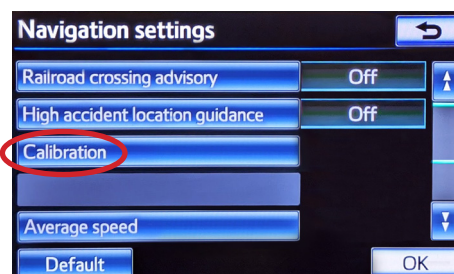 Navigation settings
Railroad crossing advisory Off
High accident location guidance Off
Calibration
Average speed
Default OK